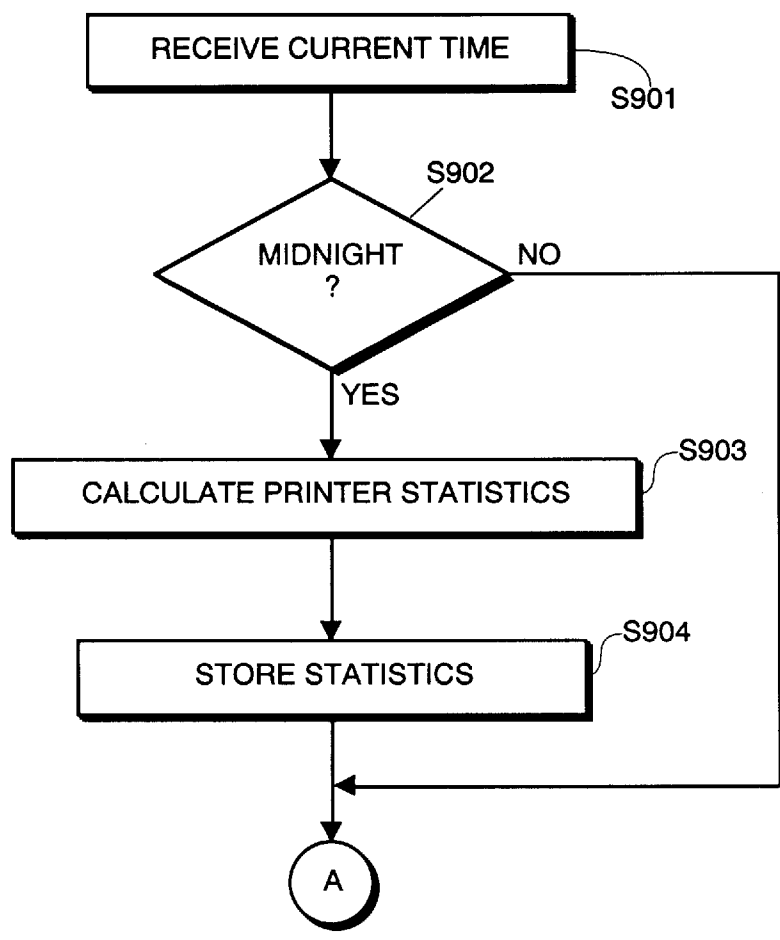 RECEIVE CURRENT TIME
S901
S902
MIDNIGHT
?
NO
YES
S903
CALCULATE PRINTER STATISTICS
S904
STORE STATISTICS
A